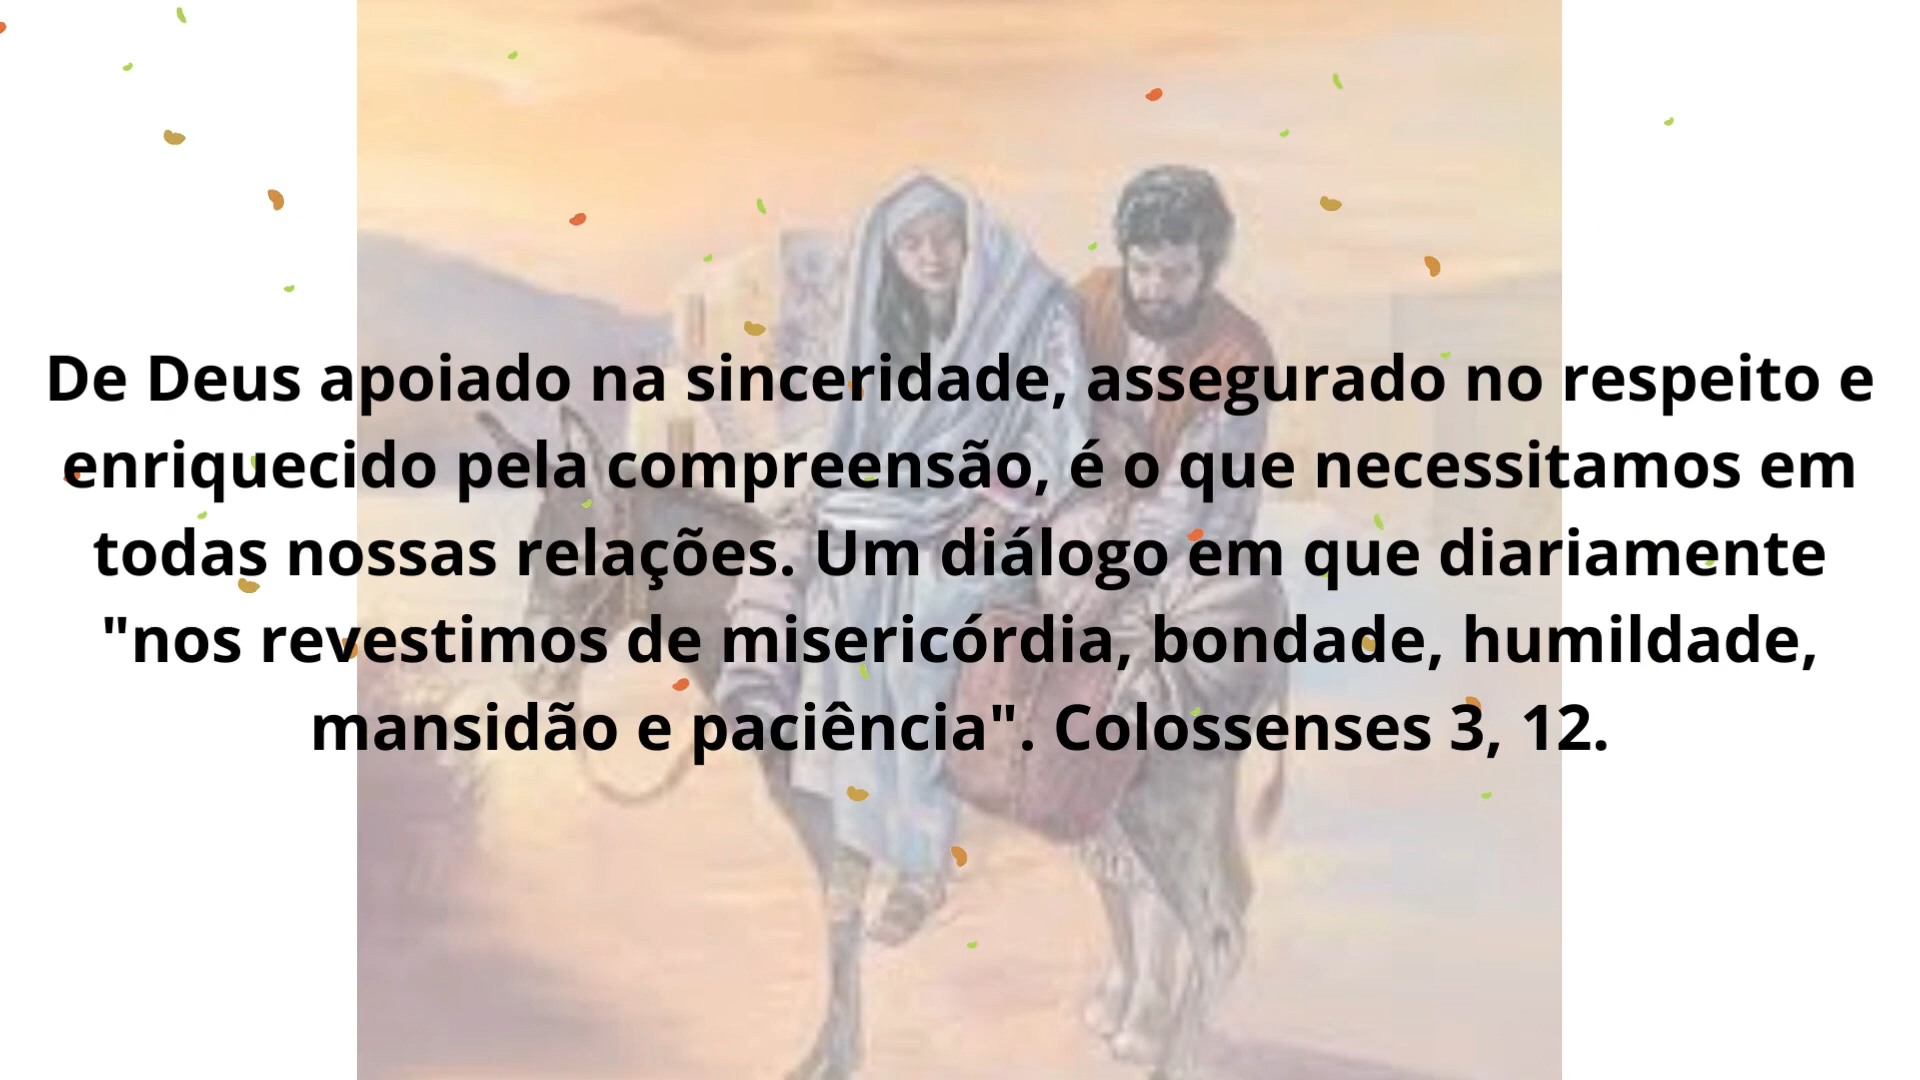 De Deus apoiado na sinceridade, assegurado no respeito e
enriquecido pela compreensão, é o que necessitamos em
todas nossas relações. Um diálogo em que diariamente
"nos revestimos de misericórdia, bondade, humildade,
mansidão e paciência". Colossenses 3, 12.